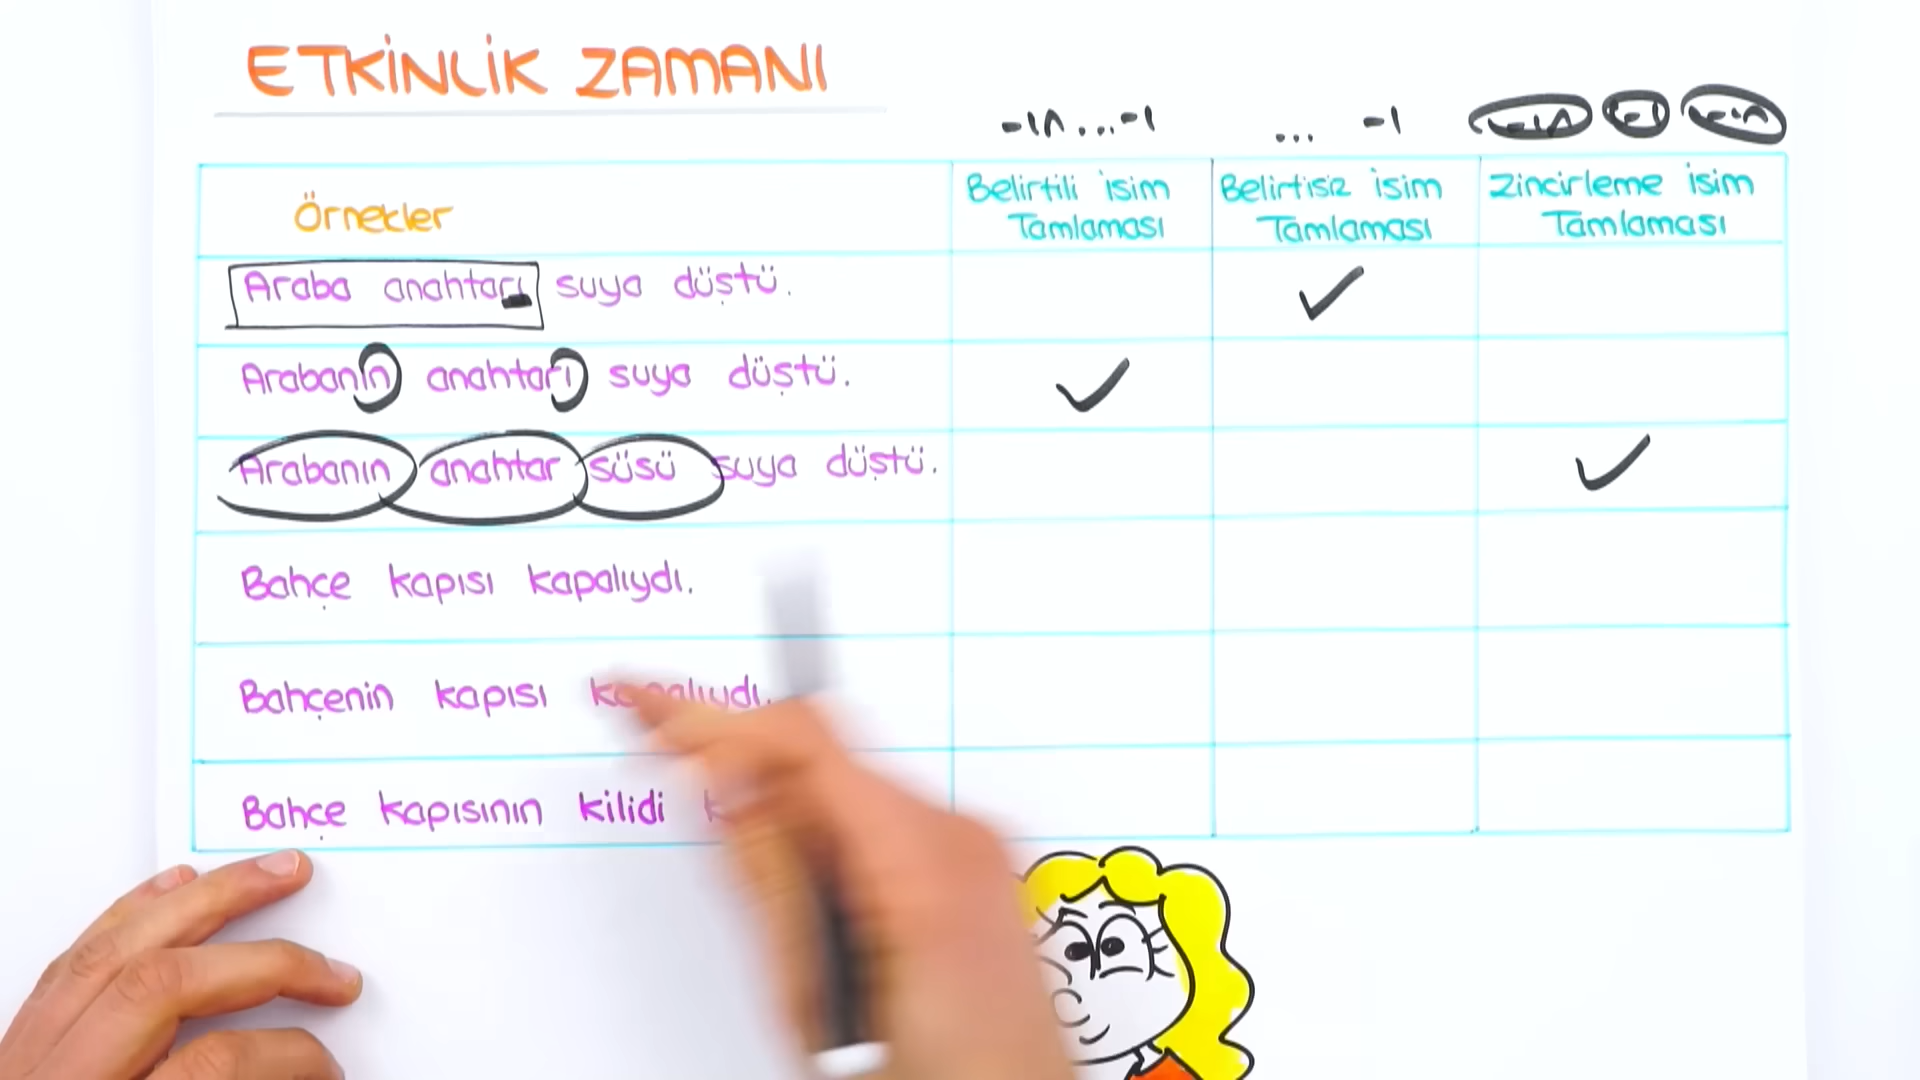 ETKİNLİK ZAMANI
-ın...-ı ... -ı
Örnekler
Belirtili isim Tamlaması
Belirtisiz isim Tamlaması
Zincirleme isim Tamlaması
Araba anahtarı suya düştü.
Arabanın anahtarı suya düştü.
Arabanın anahtar süsü suya düştü.
Bahçe kapısı kapalıydı.
Bahçenin kapısı kapalıydı.
Bahçe kapısının kilidi